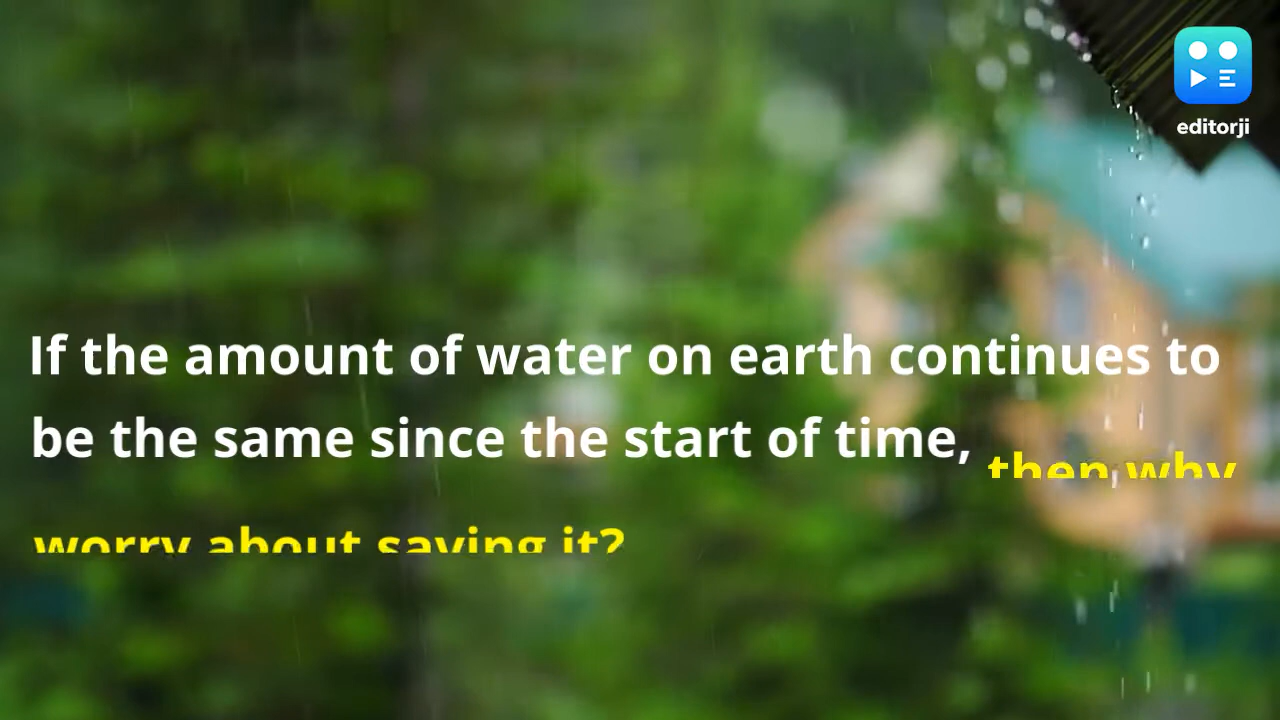 editorji
If the amount of water on earth continues to
be the same since the start of time, then why
worry about saving it?